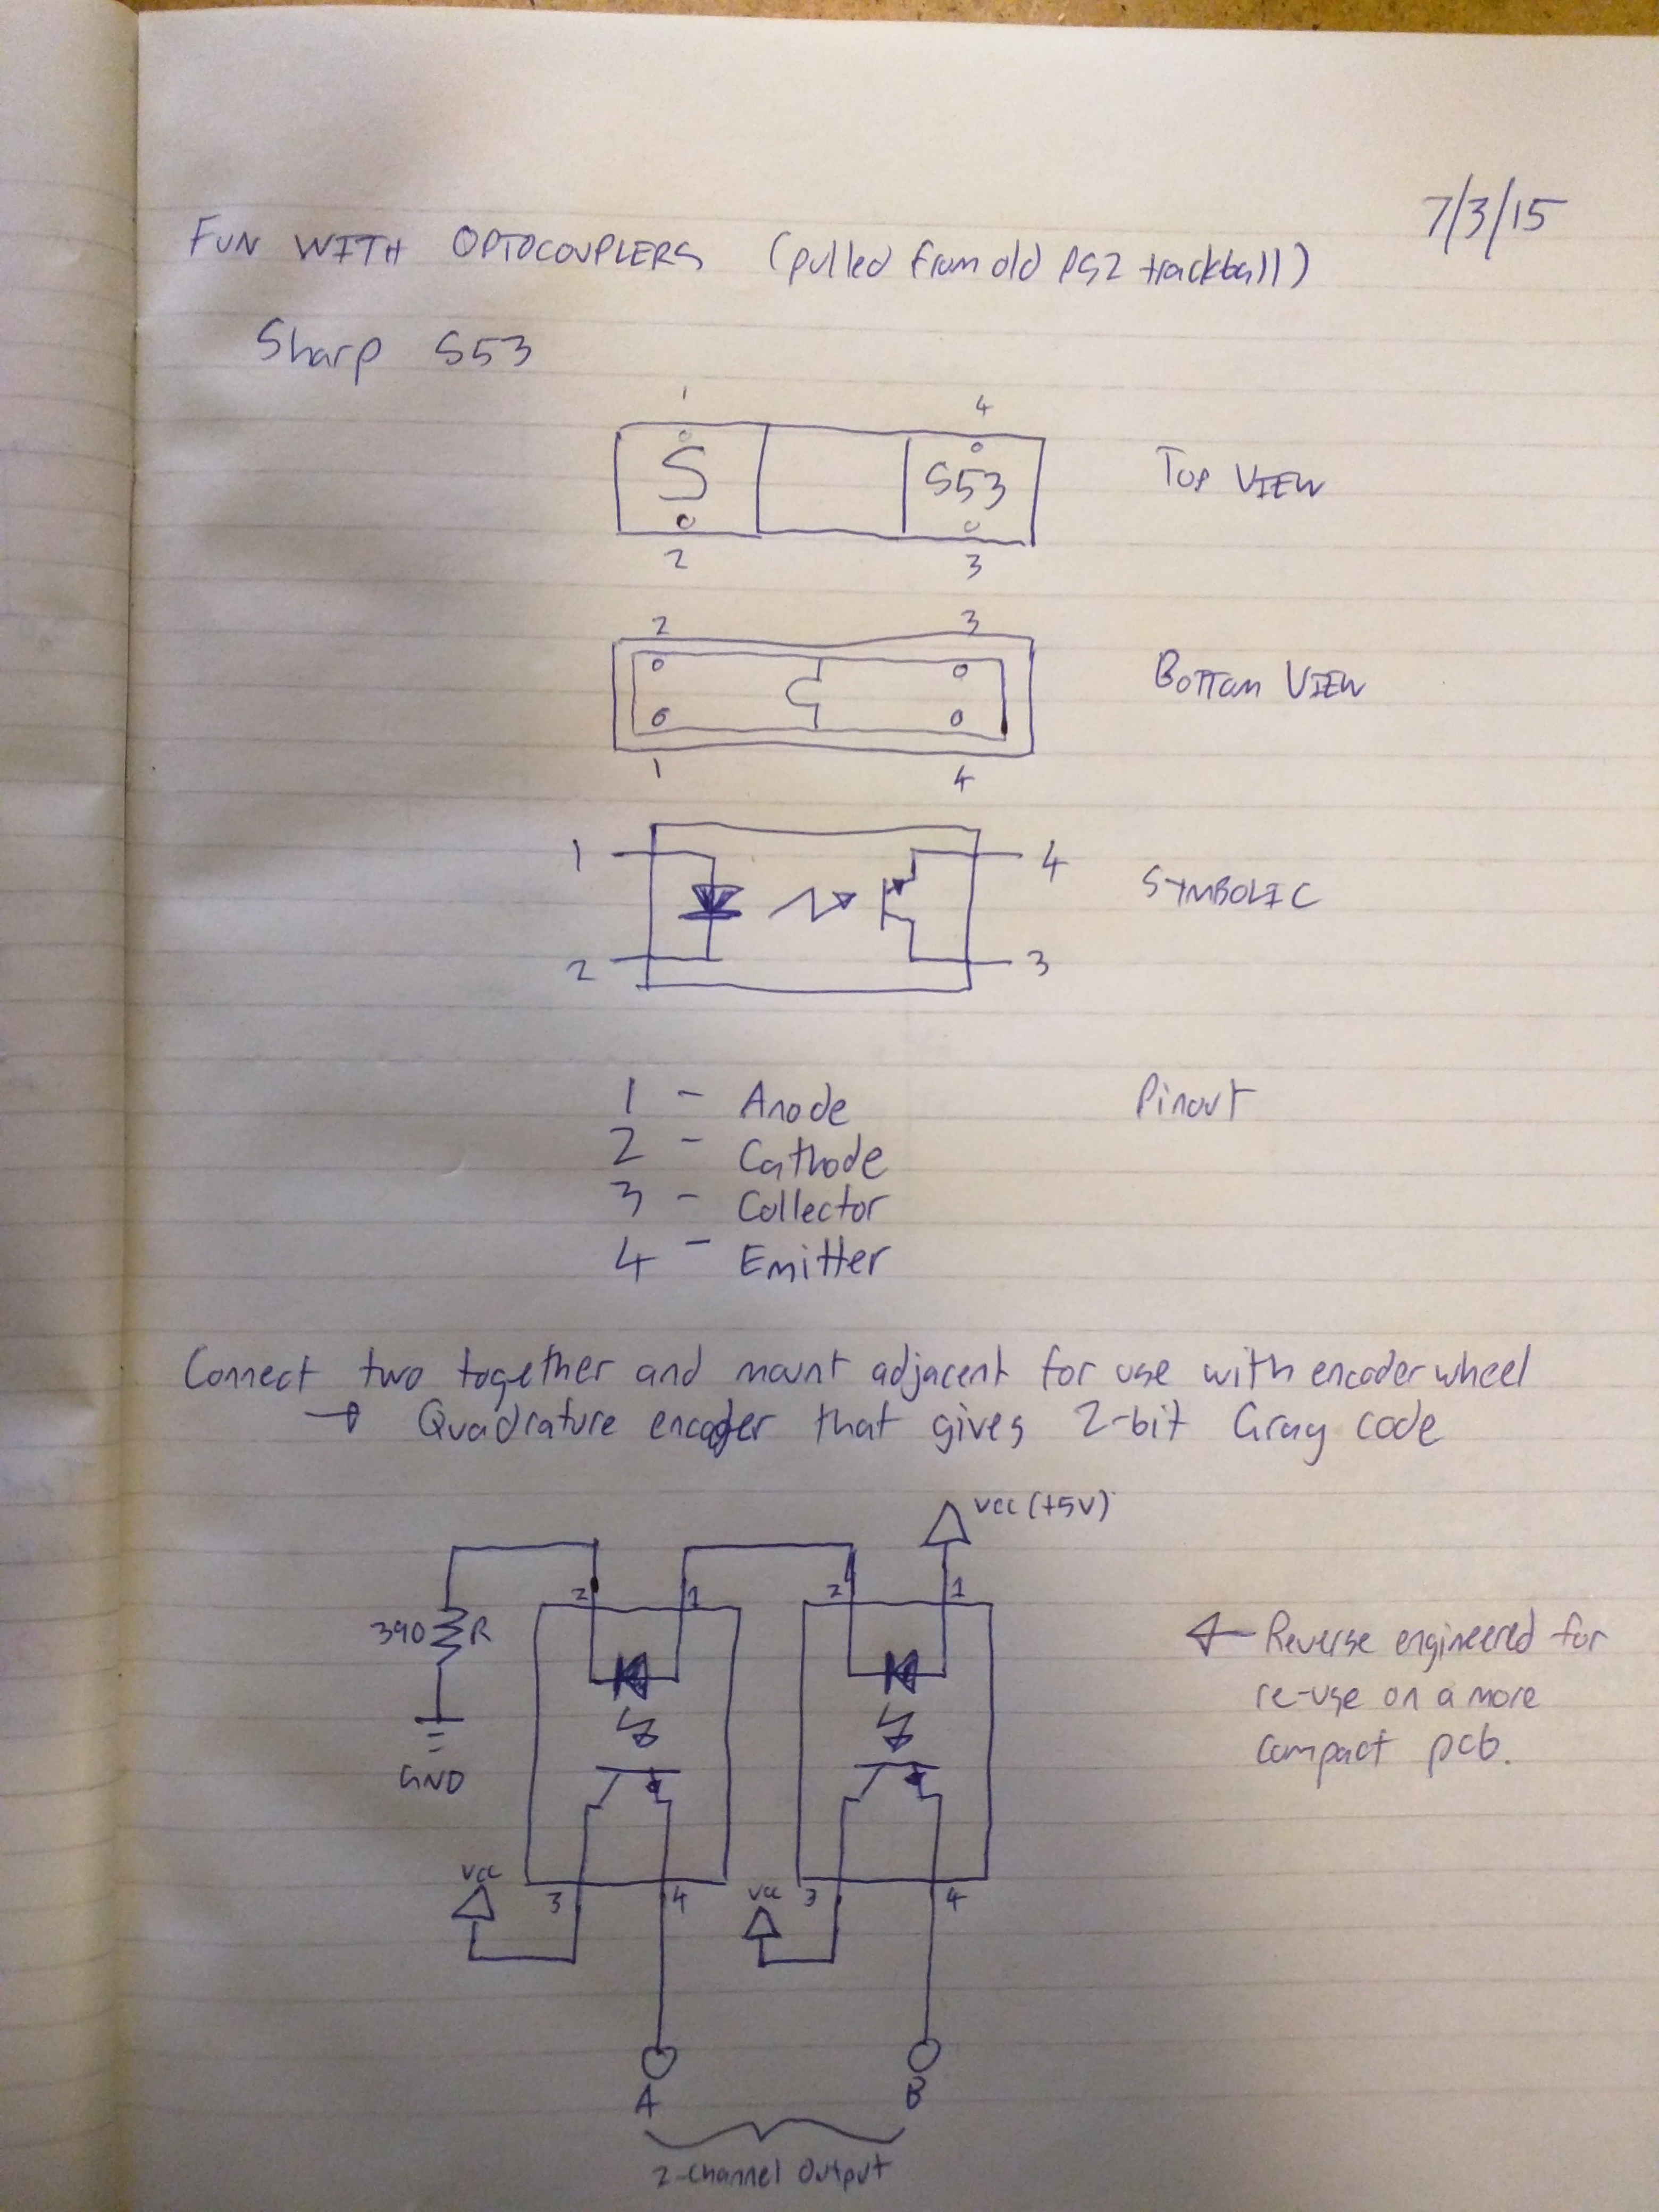 7/3/15
FUN WITH OPTOCOUPLERS (pulled from old PS2 trackball)
Sharp S53
1 4
S S53
2 3
TOP VIEW
2 3
1 4
BOTTOM VIEW
1 4
SYMBOLIC
2 3
1 - Anode Pinout
2 - Cathode
3 - Collector
4 - Emitter
Connect two together and mount adjacent for use with encoder wheel
→ Quadrature encoder that gives 2-bit Gray code
Vcc (+5V)
2 1 2 1
390 R
GND
← Reverse engineered for
re-use on a more
compact pcb.
Vcc Vcc
3 4 3 4
A B
2-Channel Output